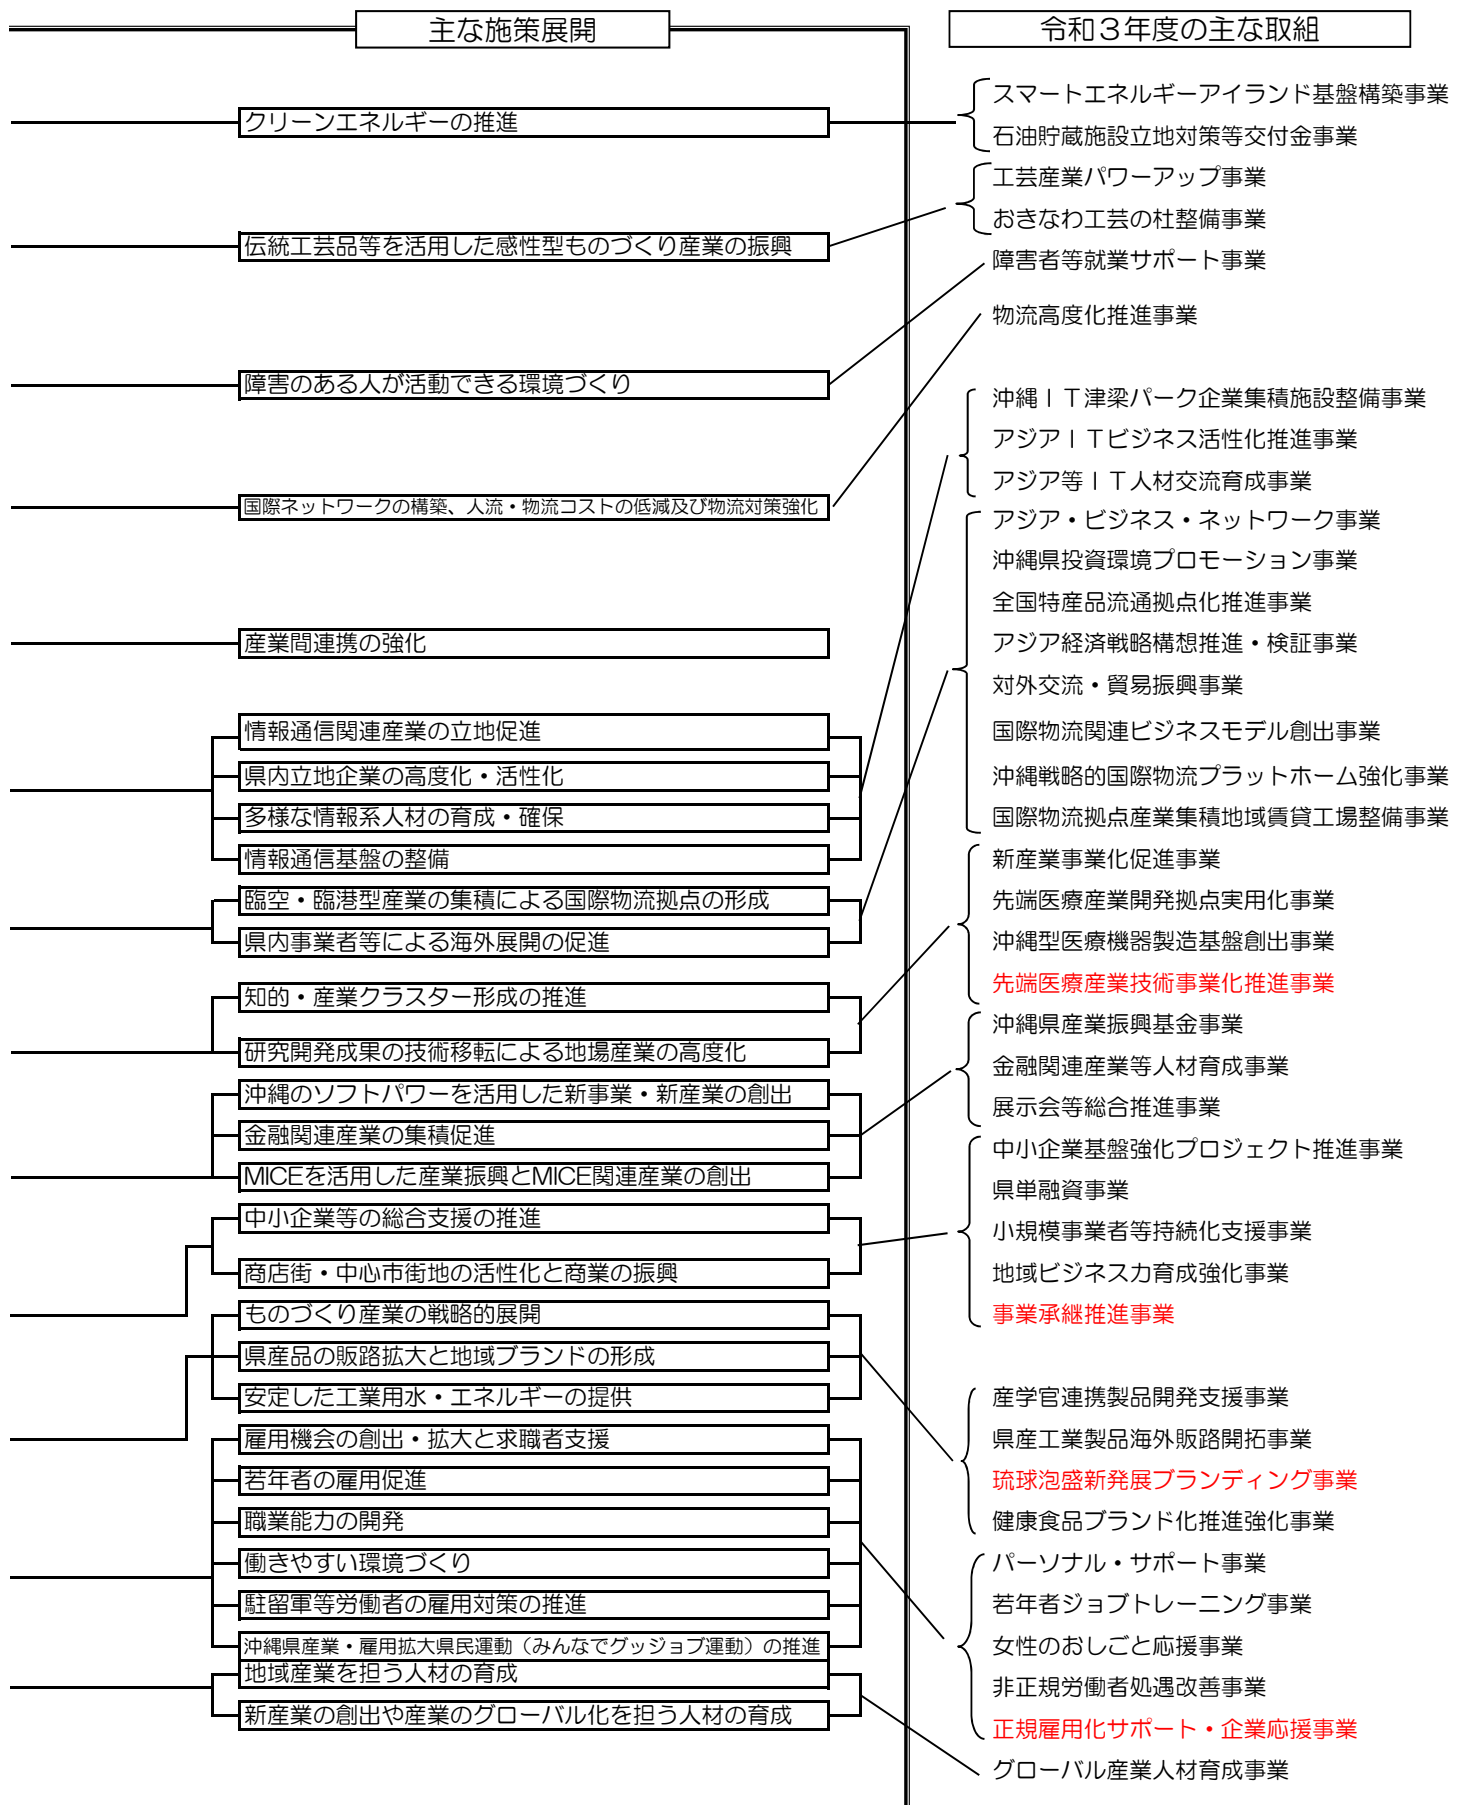 主な施策展開
クリーンエネルギーの推進
伝統工芸品等を活用した感性型ものづくり産業の振興
障害のある人が活動できる環境づくり
国際ネットワークの構築、人流・物流コストの低減及び物流対策強化
産業間連携の強化
情報通信関連産業の立地促進
県内立地企業の高度化・活性化
多様な情報系人材の育成・確保
情報通信基盤の整備
臨空・臨港型産業の集積による国際物流拠点の形成
県内事業者等による海外展開の促進
知的・産業クラスター形成の推進
研究開発成果の技術移転による地場産業の高度化
沖縄のソフトパワーを活用した新事業・新産業の創出
金融関連産業の集積促進
MICEを活用した産業振興とMICE関連産業の創出
中小企業等の総合支援の推進
商店街・中心市街地の活性化と商業の振興
ものづくり産業の戦略的展開
県産品の販路拡大と地域ブランドの形成
安定した工業用水・エネルギーの提供
雇用機会の創出・拡大と求職者支援
若年者の雇用促進
職業能力の開発
働きやすい環境づくり
駐留軍等労働者の雇用対策の推進
沖縄県産業・雇用拡大県民運動（みんなでグッジョブ運動）の推進
地域産業を担う人材の育成
新産業の創出や産業のグローバル化を担う人材の育成
令和３年度の主な取組
スマートエネルギーアイランド基盤構築事業
石油貯蔵施設立地対策等交付金事業
工芸産業パワーアップ事業
おきなわ工芸の杜整備事業
障害者等就業サポート事業
物流高度化推進事業
沖縄ＩＴ津梁パーク企業集積施設整備事業
アジアＩＴビジネス活性化推進事業
アジア等ＩＴ人材交流育成事業
アジア・ビジネス・ネットワーク事業
沖縄県投資環境プロモーション事業
全国特産品流通拠点化推進事業
アジア経済戦略構想推進・検証事業
対外交流・貿易振興事業
国際物流関連ビジネスモデル創出事業
沖縄戦略的国際物流プラットホーム強化事業
国際物流拠点産業集積地域賃貸工場整備事業
新産業事業化促進事業
先端医療産業開発拠点実用化事業
沖縄型医療機器製造基盤創出事業
先端医療産業技術事業化推進事業
沖縄県産業振興基金事業
金融関連産業等人材育成事業
展示会等総合推進事業
中小企業基盤強化プロジェクト推進事業
県単融資事業
小規模事業者等持続化支援事業
地域ビジネス力育成強化事業
事業承継推進事業
産学官連携製品開発支援事業
県産工業製品海外販路開拓事業
琉球泡盛新発展ブランディング事業
健康食品ブランド化推進強化事業
パーソナル・サポート事業
若年者ジョブトレーニング事業
女性のおしごと応援事業
非正規労働者処遇改善事業
正規雇用化サポート・企業応援事業
グローバル産業人材育成事業